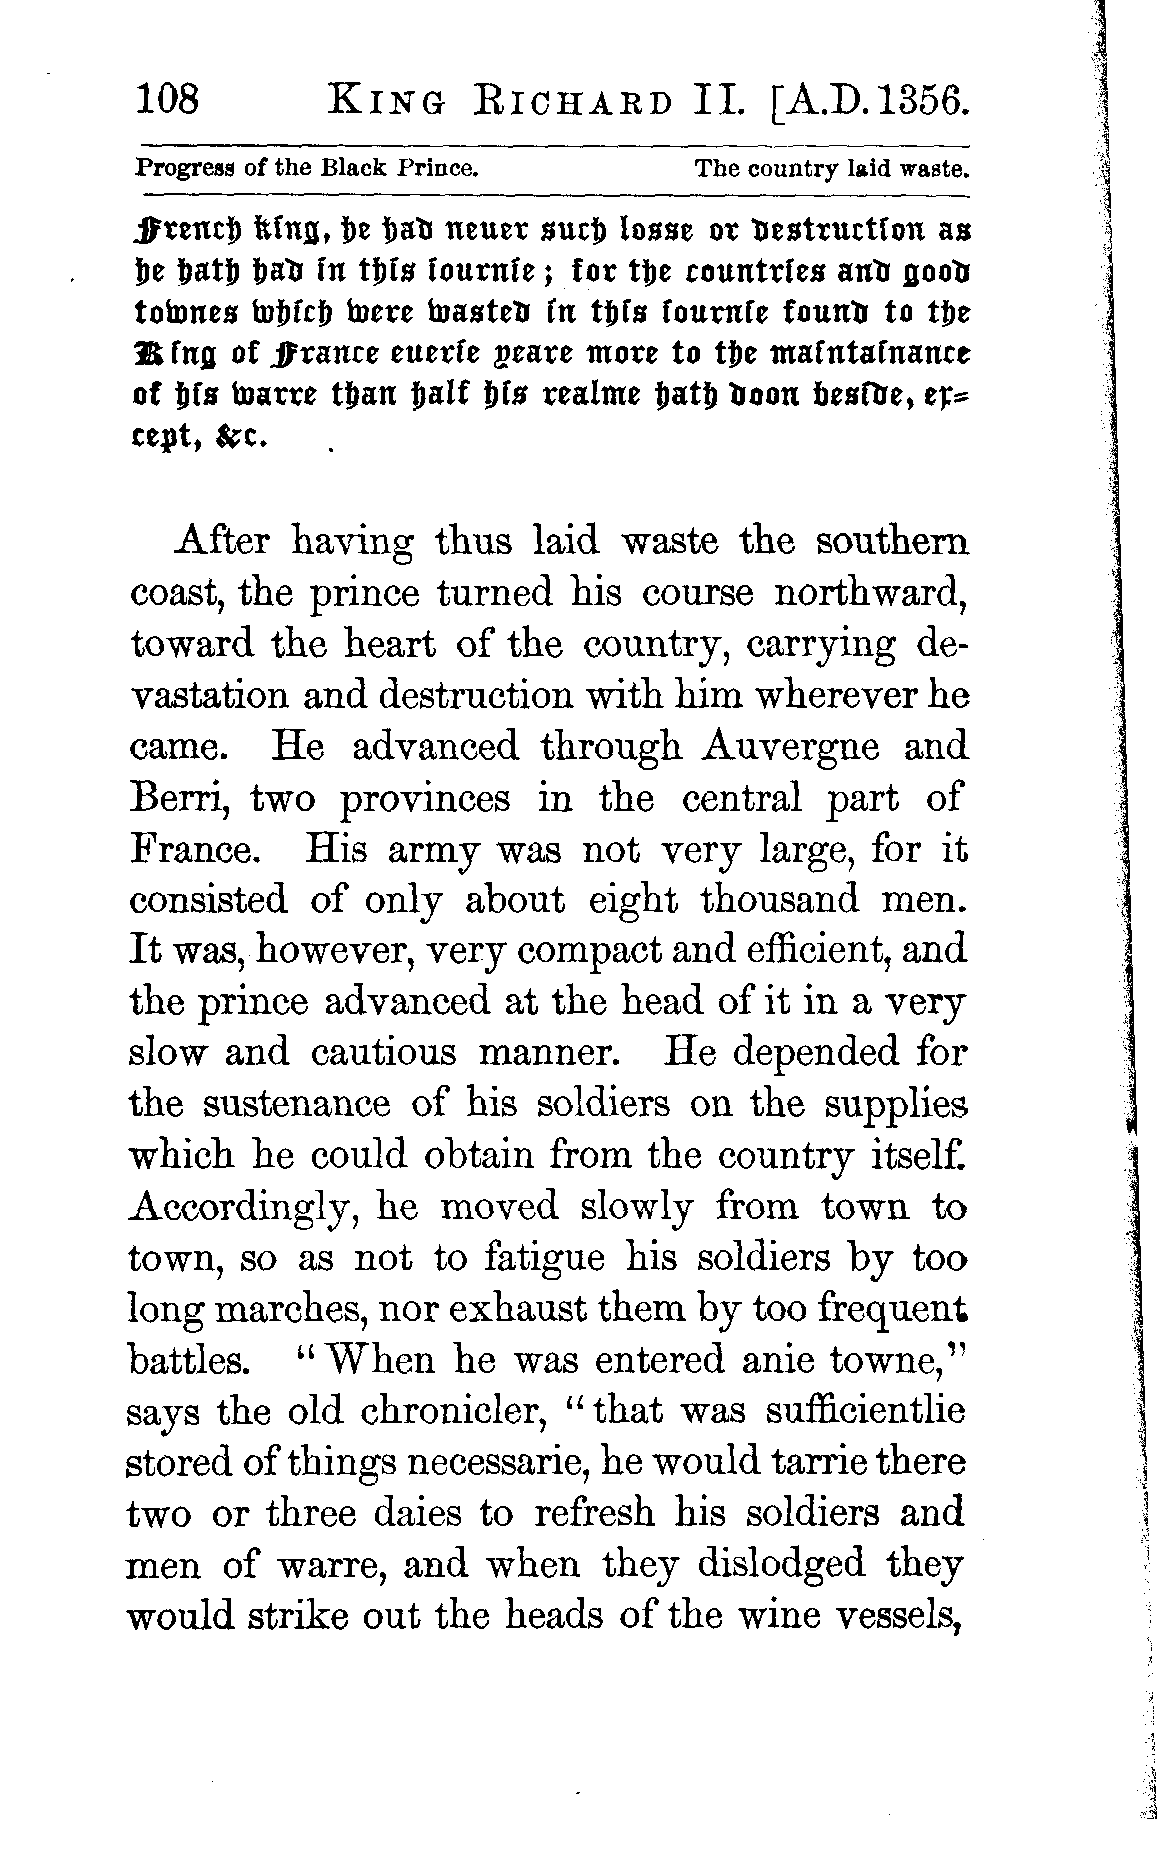 108 KING RICHARD II. [A.D. 1356.
Progress of the Black Prince. The country laid waste.
French king, he had neuer such losse or destruction as
he hath had in this iournie; for the countries and good
townes which were wasted in this iournie found to the
King of France euerie yeare more to the maintainance
of his warre than half his realme hath doon beside, ex=
cept, &c.
After having thus laid waste the southern
coast, the prince turned his course northward,
toward the heart of the country, carrying de-
vastation and destruction with him wherever he
came. He advanced through Auvergne and
Berri, two provinces in the central part of
France. His army was not very large, for it
consisted of only about eight thousand men.
It was, however, very compact and efficient, and
the prince advanced at the head of it in a very
slow and cautious manner. He depended for
the sustenance of his soldiers on the supplies
which he could obtain from the country itself.
Accordingly, he moved slowly from town to
town, so as not to fatigue his soldiers by too
long marches, nor exhaust them by too frequent
battles. "When he was entered anie towne,"
says the old chronicler, "that was sufficientlie
stored of things necessarie, he would tarrie there
two or three daies to refresh his soldiers and
men of warre, and when they dislodged they
would strike out the heads of the wine vessels,